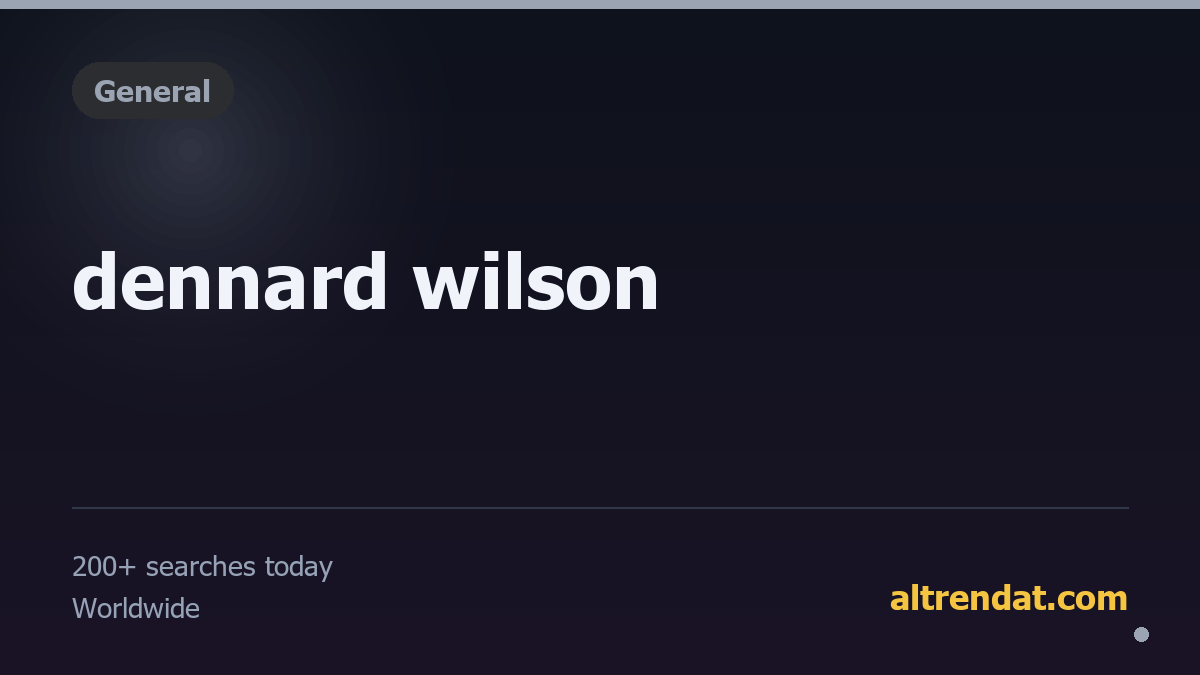 General
dennard wilson
200+ searches today
Worldwide
altrendat.com